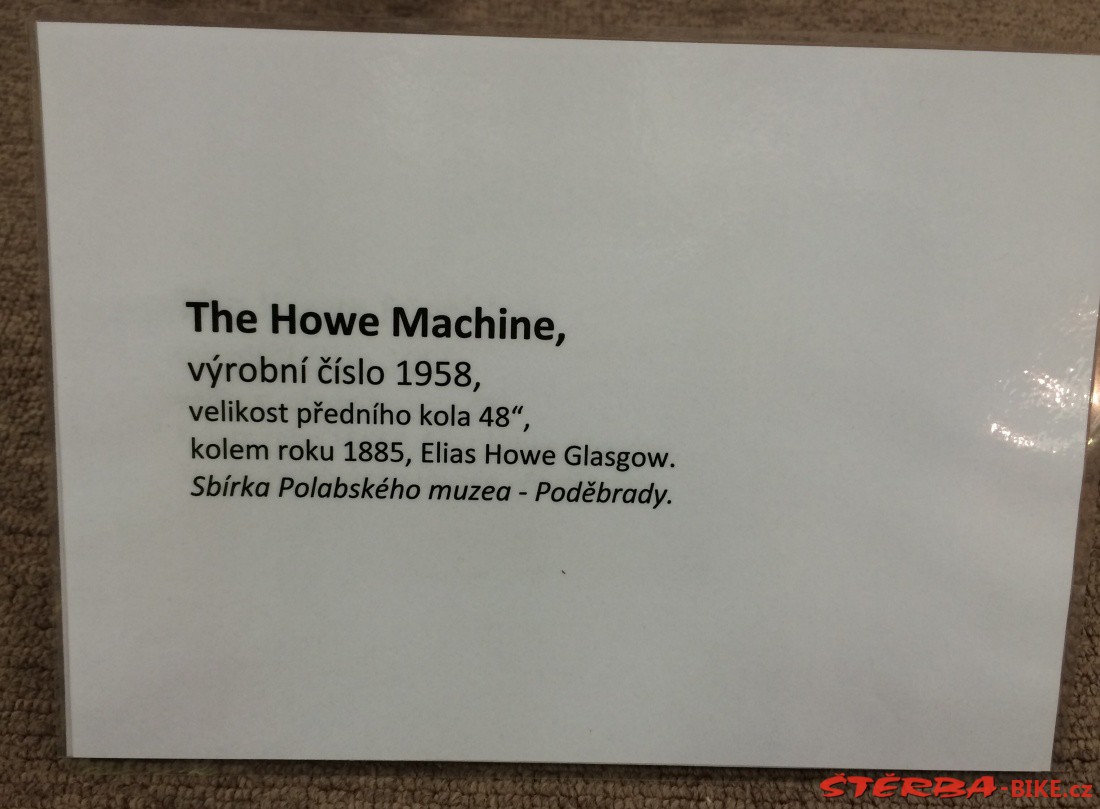 The Howe Machine,
výrobní číslo 1958,
velikost předního kola 48“,
kolem roku 1885, Elias Howe Glasgow.
Sbírka Polabského muzea - Poděbrady.
ŠTĚRBA-BIKE.cz